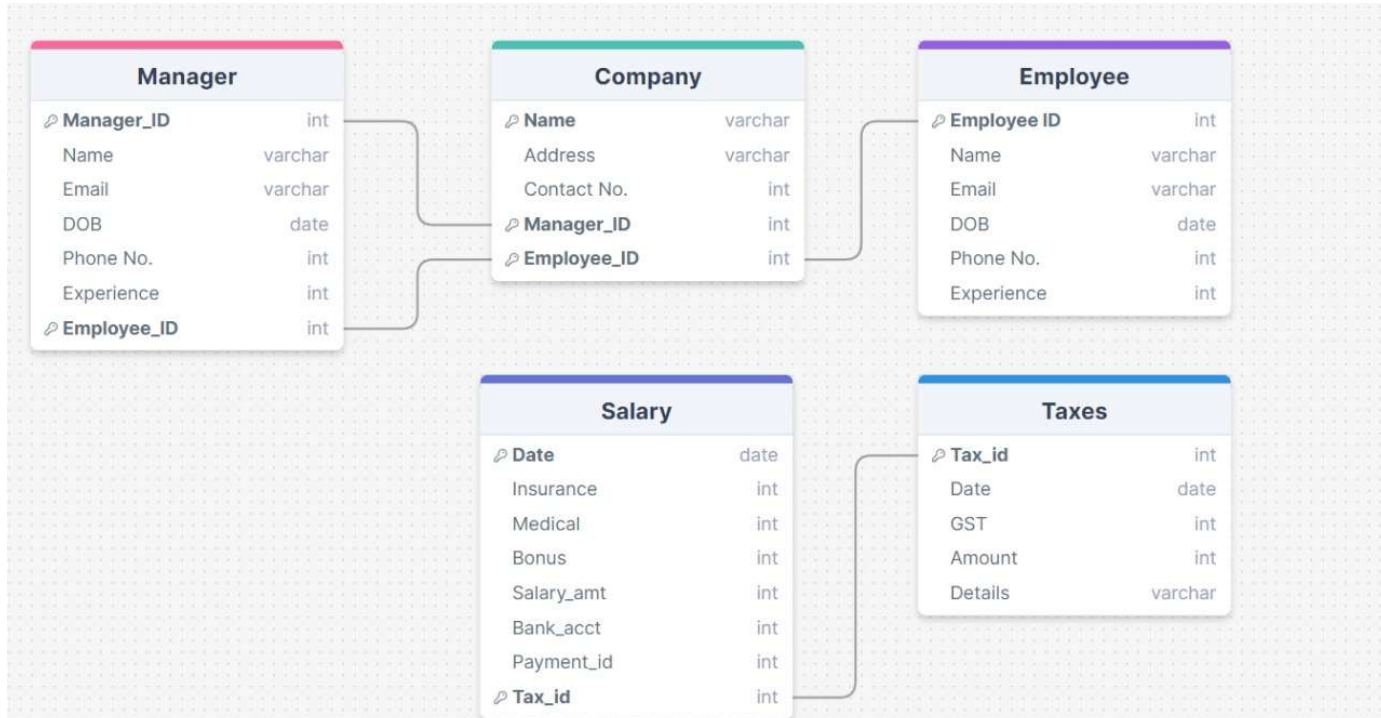 Manager
Manager_ID int
Name varchar
Email varchar
DOB date
Phone No. int
Experience int
Employee_ID int
Company
Name varchar
Address varchar
Contact No. int
Manager_ID int
Employee_ID int
Employee
Employee ID int
Name varchar
Email varchar
DOB date
Phone No. int
Experience int
Salary
Date date
Insurance int
Medical int
Bonus int
Salary_amt int
Bank_acct int
Payment_id int
Tax_id int
Taxes
Tax_id int
Date date
GST int
Amount int
Details varchar